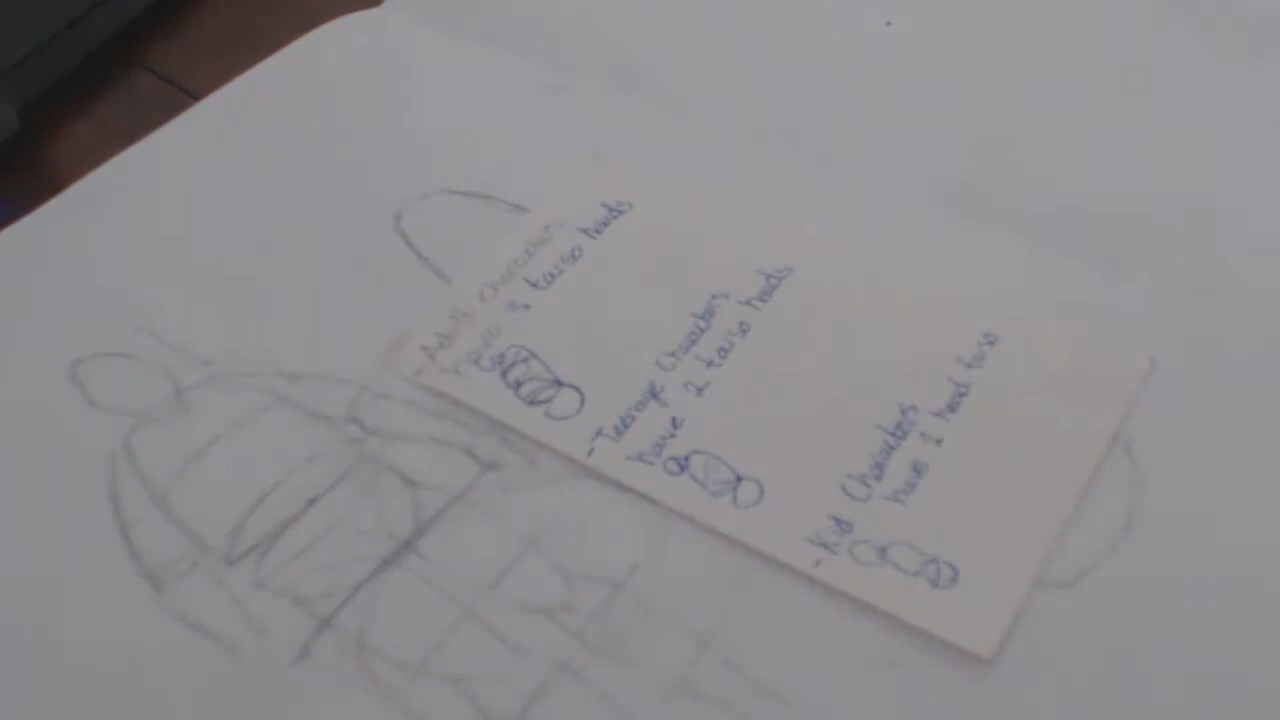 - Adult characters
have 3 torso heads
- Teenage Characters
have 2 torso heads
- Kid Characters
have 1 head torso